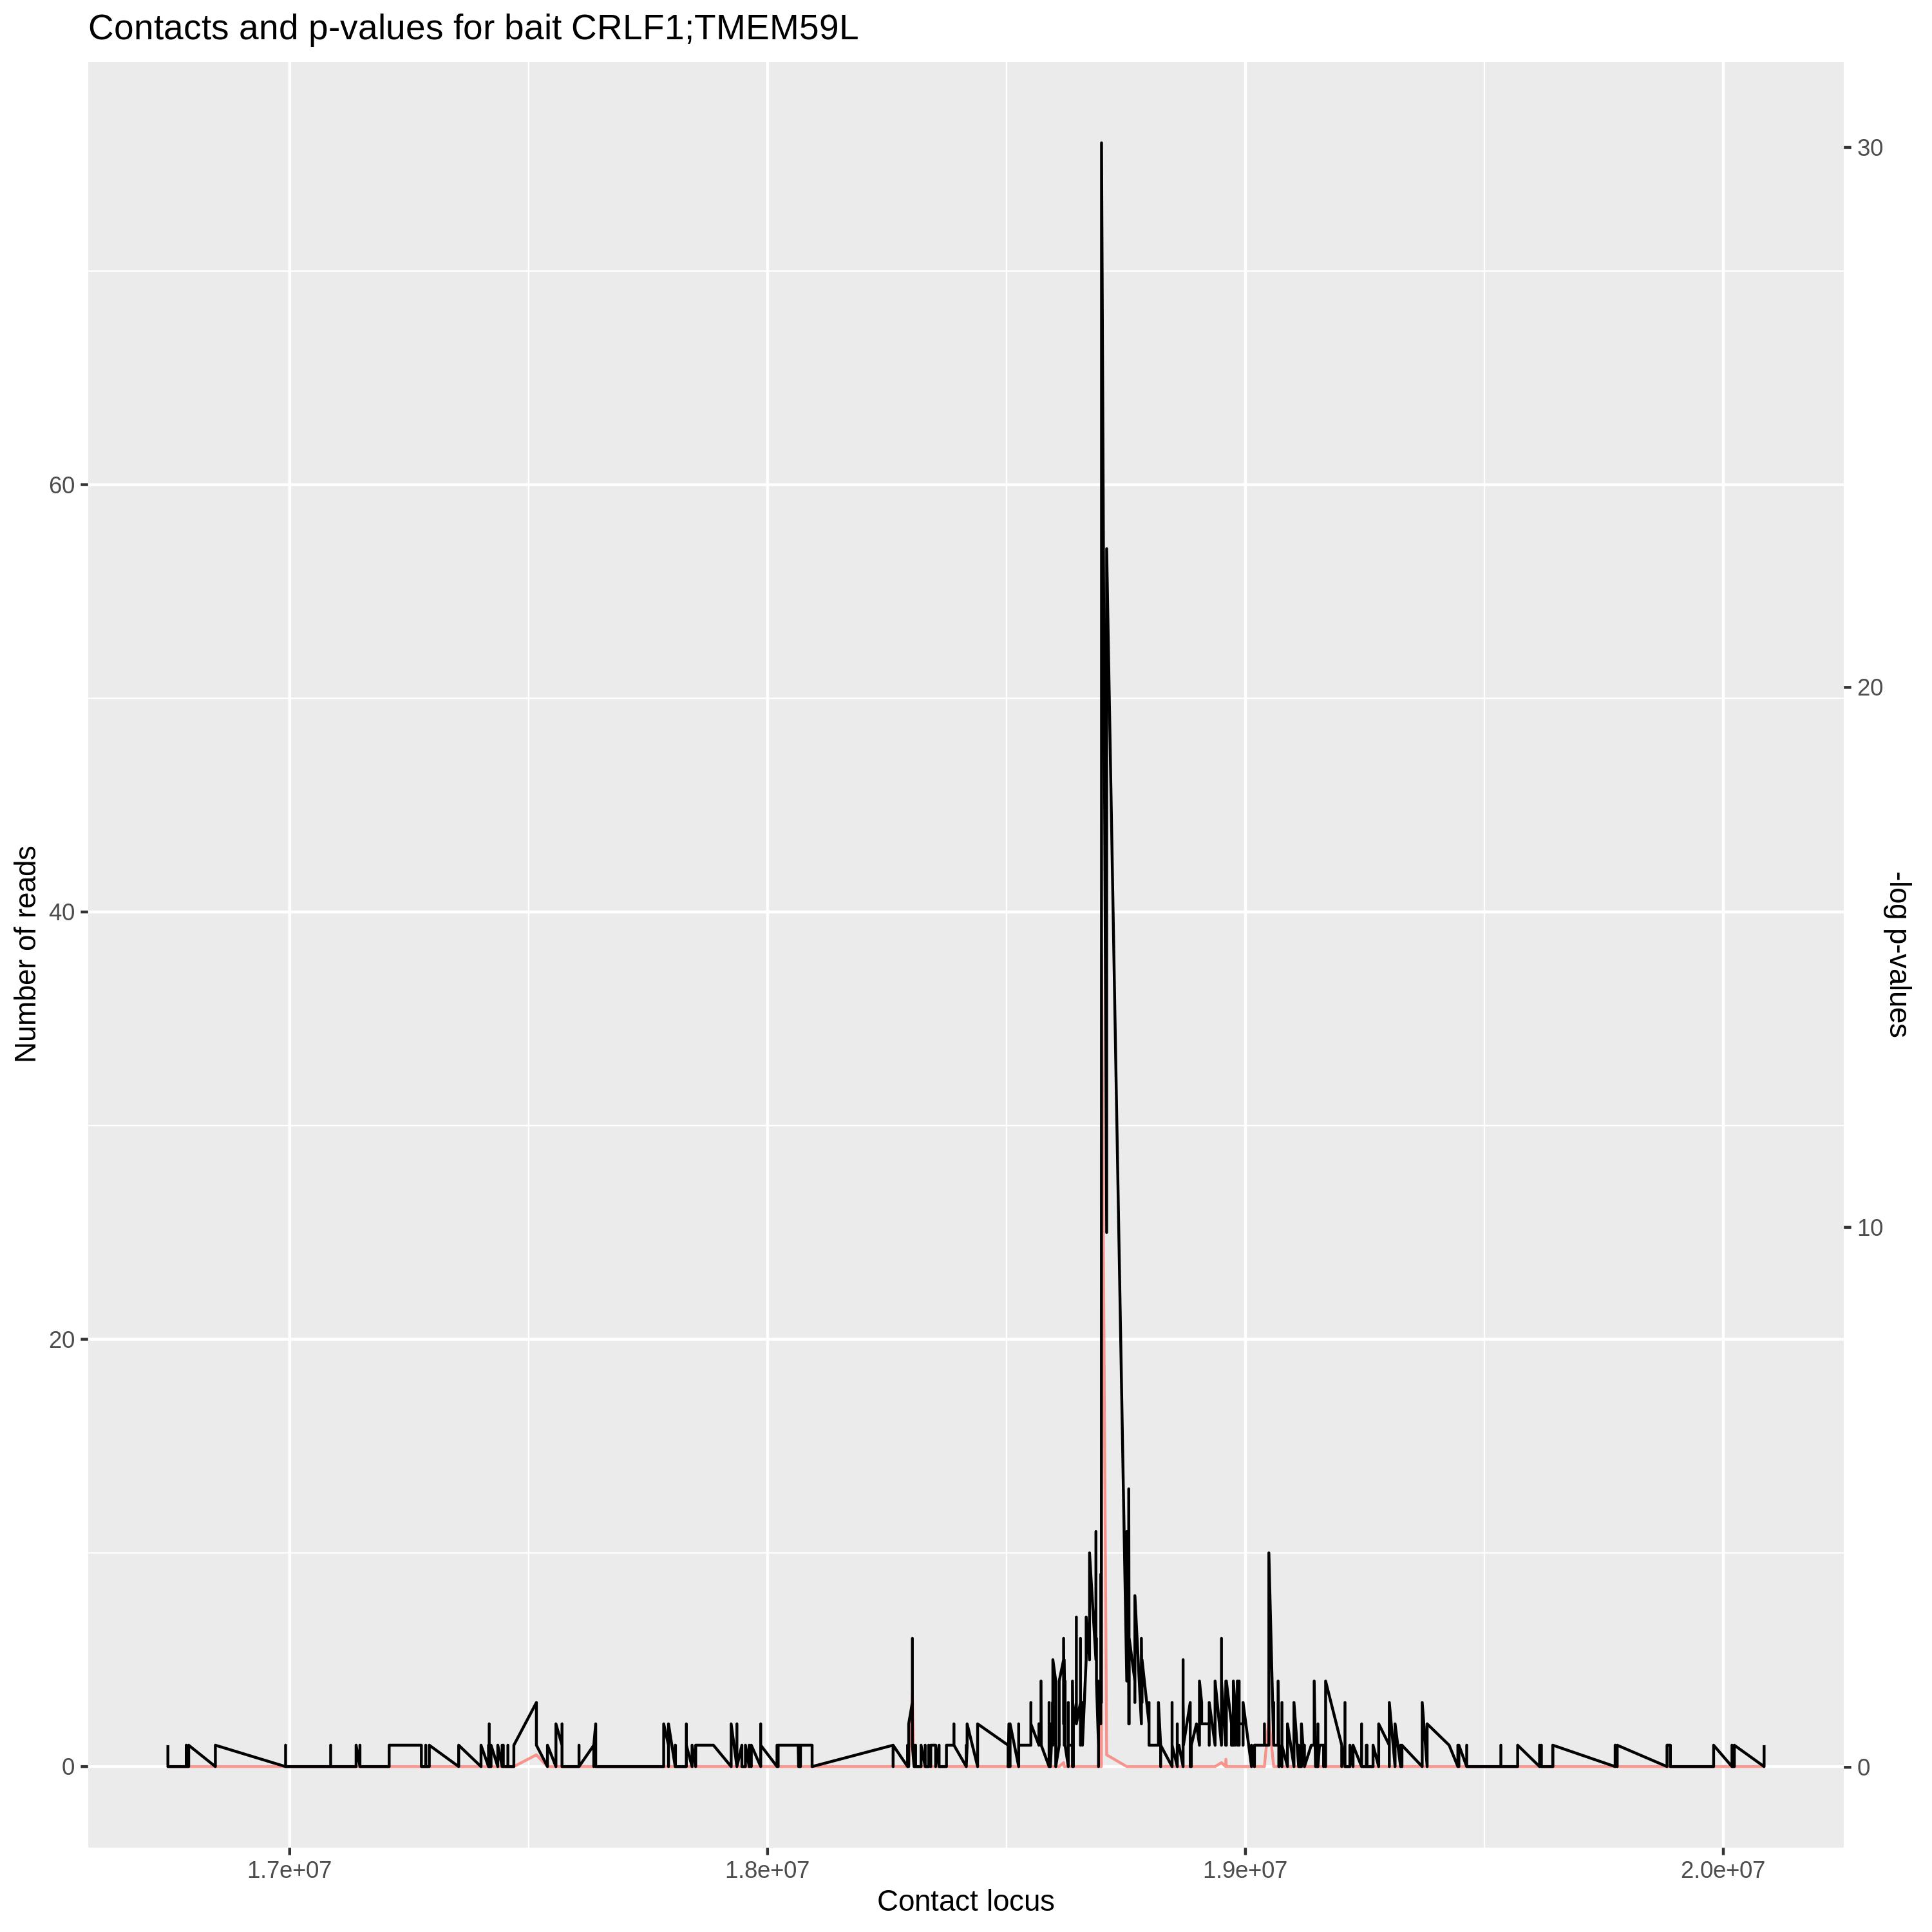 Contacts and p-values for bait CRLF1;TMEM59L
30
60
20
40
10
20
0
0
Number of reads
-log p-values
1.7e+07
1.8e+07
1.9e+07
2.0e+07
Contact locus